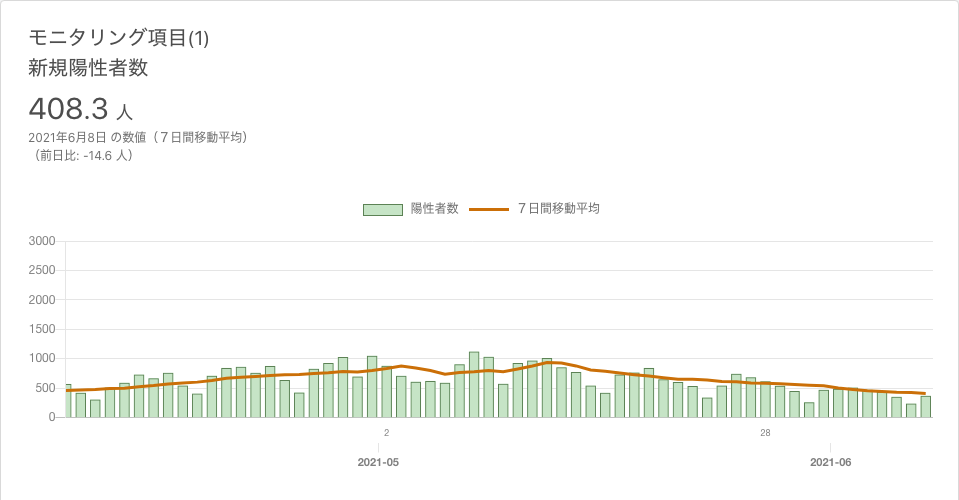 モニタリング項目(1)
新規陽性者数
408.3 人
2021年6月8日 の数値（７日間移動平均）
（前日比: -14.6 人）
陽性者数 ７日間移動平均
3000
2500
2000
1500
1000
500
0
2 28
2021-05 2021-06